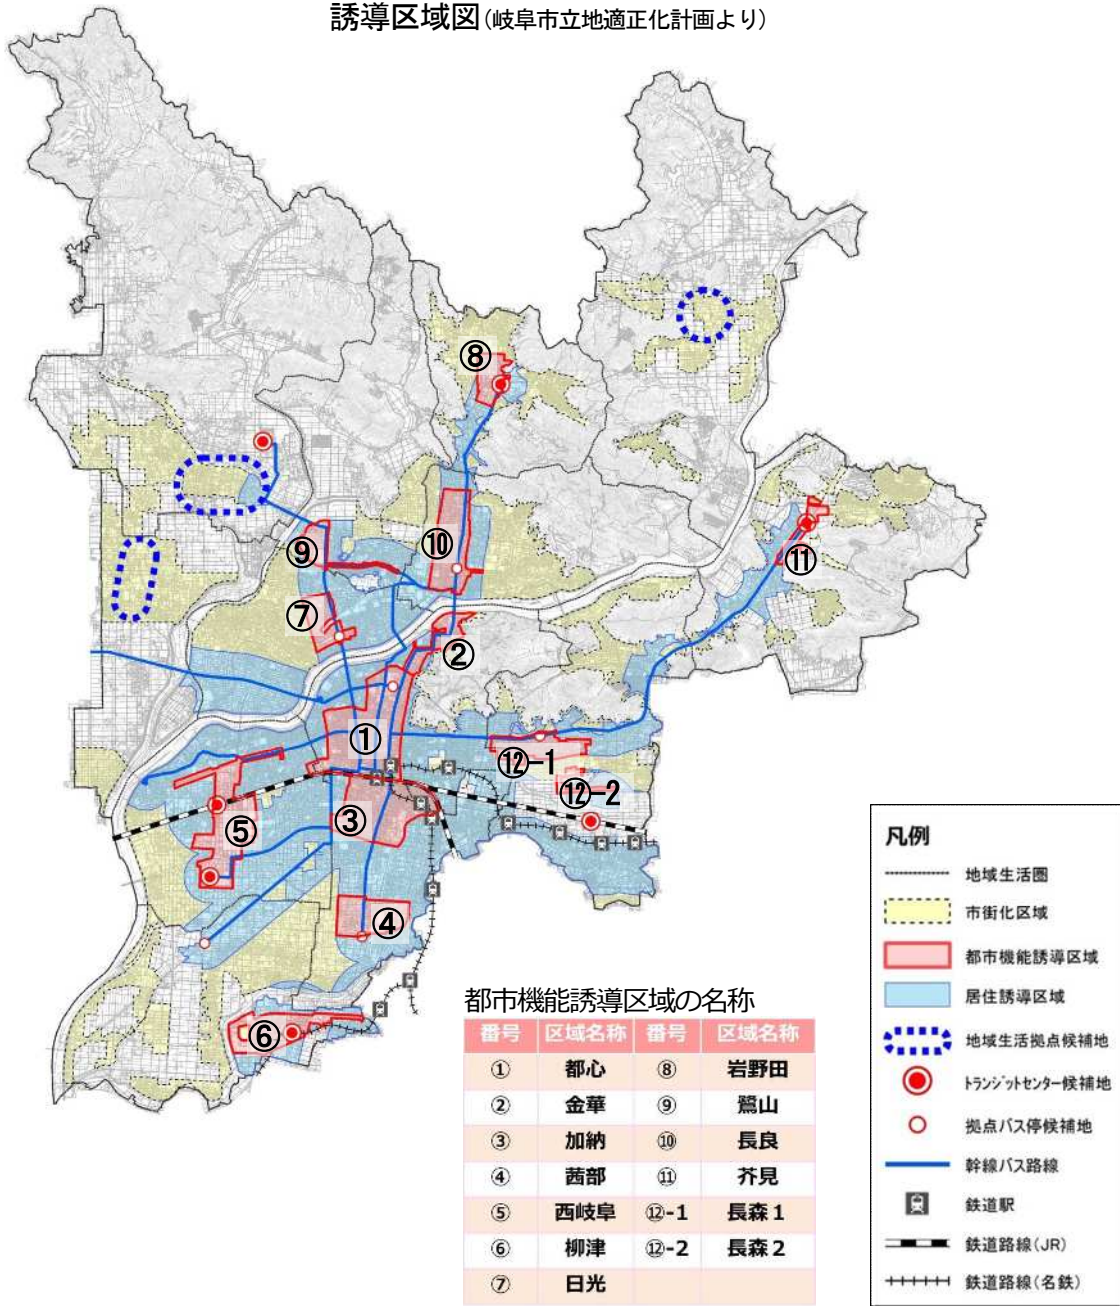 誘導区域図(岐阜市立地適正化計画より)
⑧
⑨
⑩
⑪
⑦
②
①
⑫-1
⑫-2
③
⑤
④
⑥
凡例
地域生活圏
市街化区域
都市機能誘導区域
居住誘導区域
地域生活拠点候補地
トランジットセンター候補地
拠点バス停候補地
幹線バス路線
鉄道駅
鉄道路線(JR)
鉄道路線(名鉄)
都市機能誘導区域の名称
番号 区域名称 番号 区域名称
① 都心 ⑧ 岩野田
② 金華 ⑨ 鷺山
③ 加納 ⑩ 長良
④ 茜部 ⑪ 芥見
⑤ 西岐阜 ⑫-1 長森1
⑥ 柳津 ⑫-2 長森2
⑦ 日光